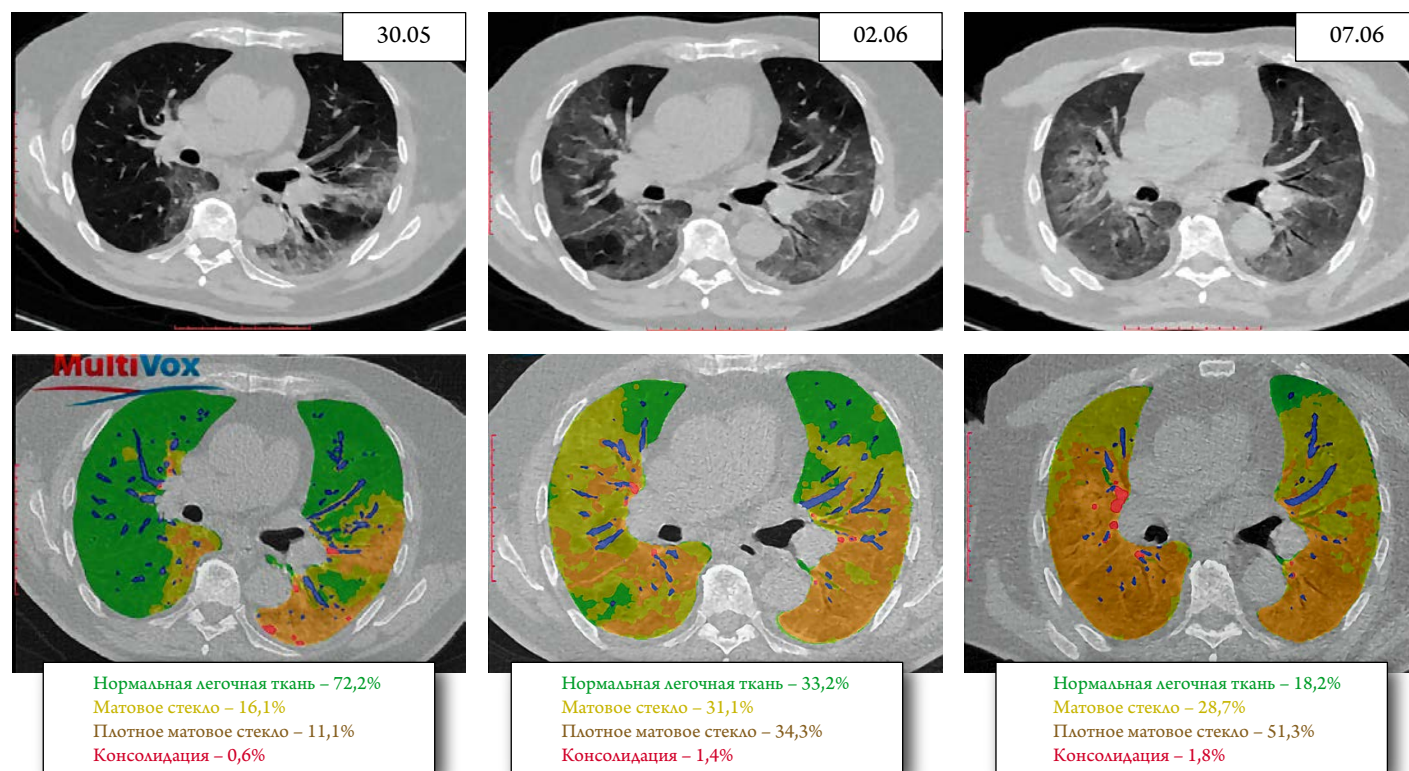 30.05
02.06
07.06
MultiVox
Нормальная легочная ткань – 72,2%
Матовое стекло – 16,1%
Плотное матовое стекло – 11,1%
Консолидация – 0,6%
Нормальная легочная ткань – 33,2%
Матовое стекло – 31,1%
Плотное матовое стекло – 34,3%
Консолидация – 1,4%
Нормальная легочная ткань – 18,2%
Матовое стекло – 28,7%
Плотное матовое стекло – 51,3%
Консолидация – 1,8%